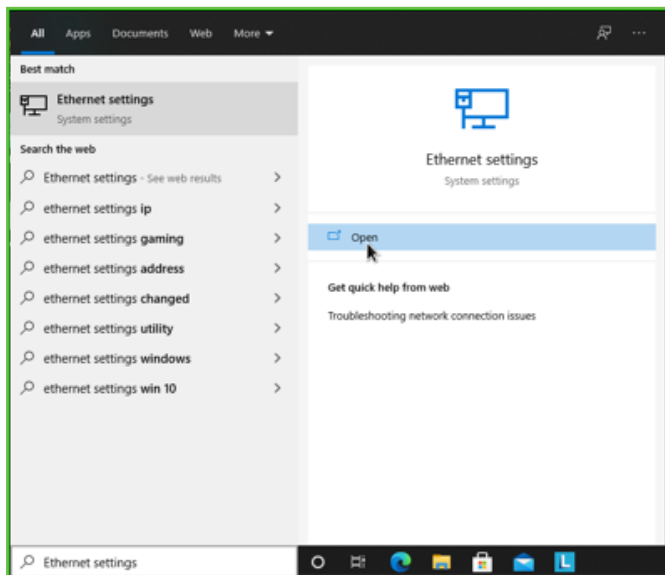 All Apps Documents Web More
Best match
Ethernet settings
System settings
Search the web
Ethernet settings - See web results
ethernet settings ip
ethernet settings gaming
ethernet settings address
ethernet settings changed
ethernet settings utility
ethernet settings windows
ethernet settings win 10
Ethernet settings
System settings
Open
Get quick help from web
Troubleshooting network connection issues
Ethernet settings
L